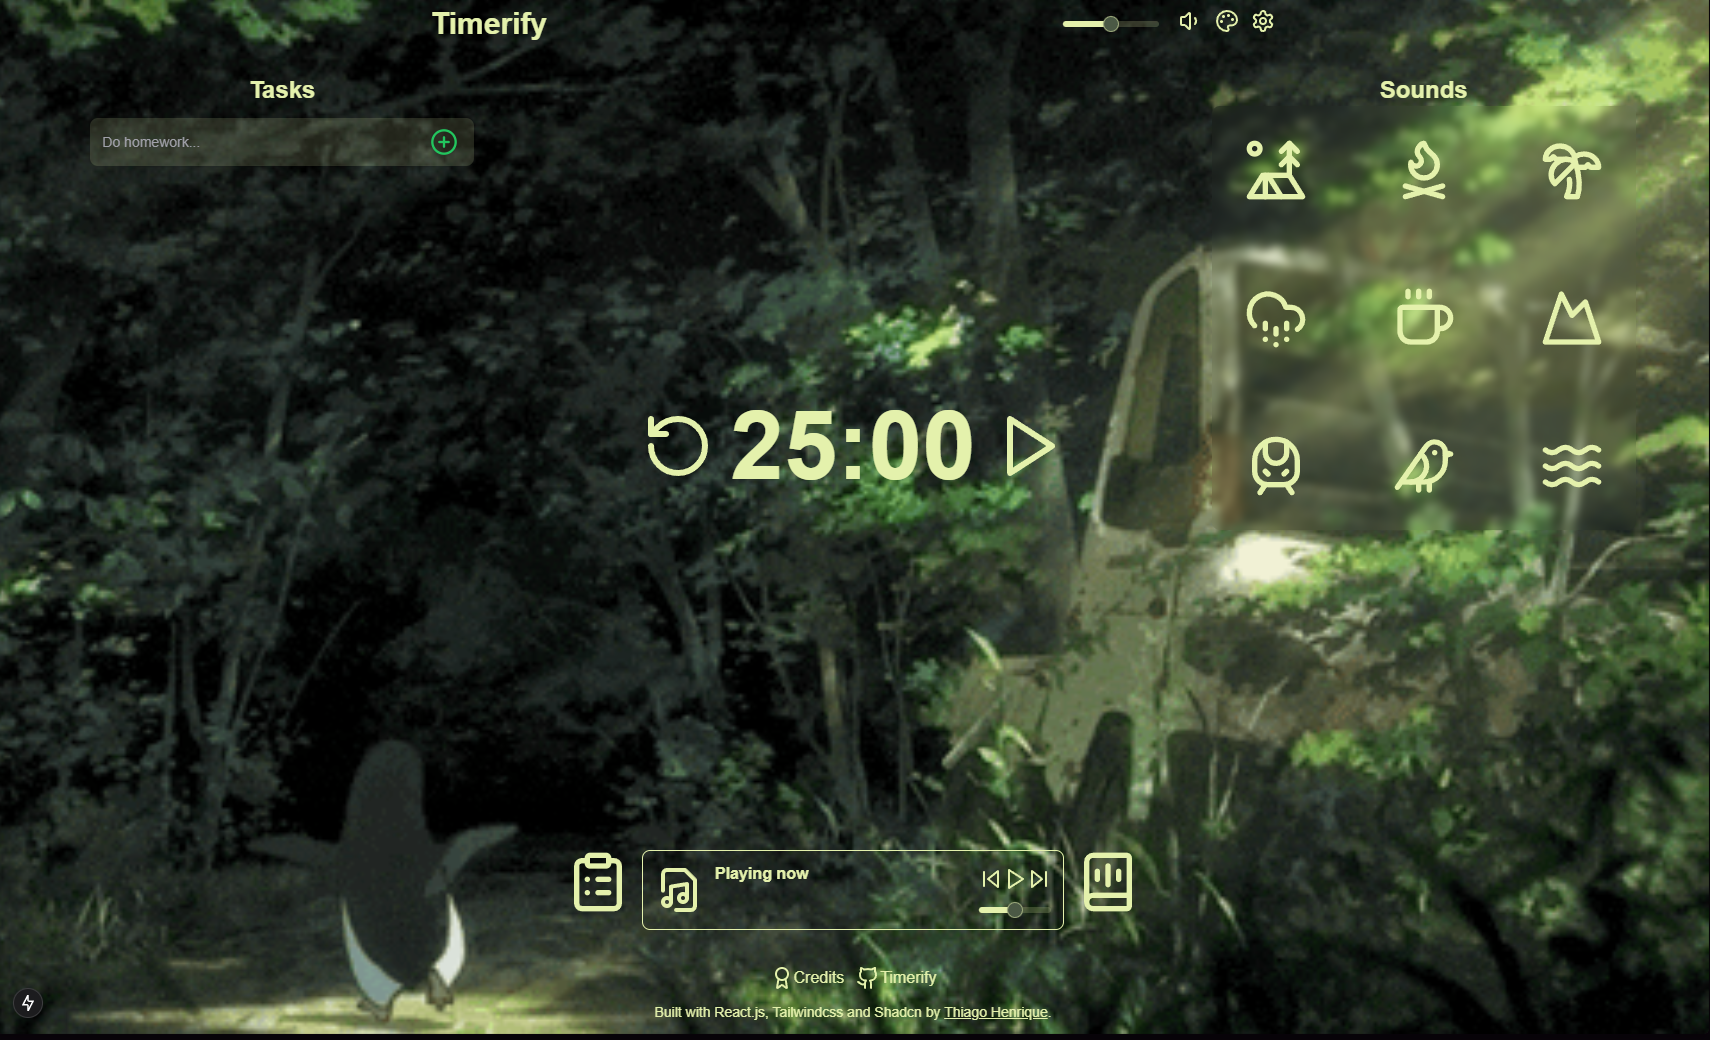 Timerify
Tasks
Do homework...
Sounds
25:00
Playing now
Credits
Timerify
Built with React.js, Tailwindcss and Shadcn by Thiago Henrique.